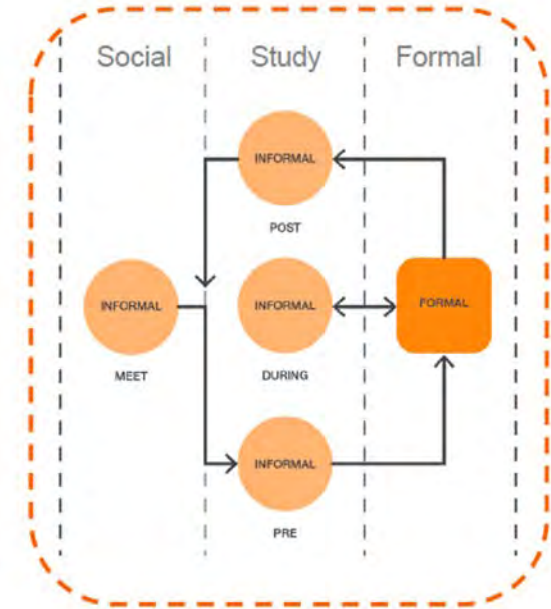 Social Study Formal
INFORMAL
POST
INFORMAL INFORMAL FORMAL
MEET DURING
INFORMAL
PRE